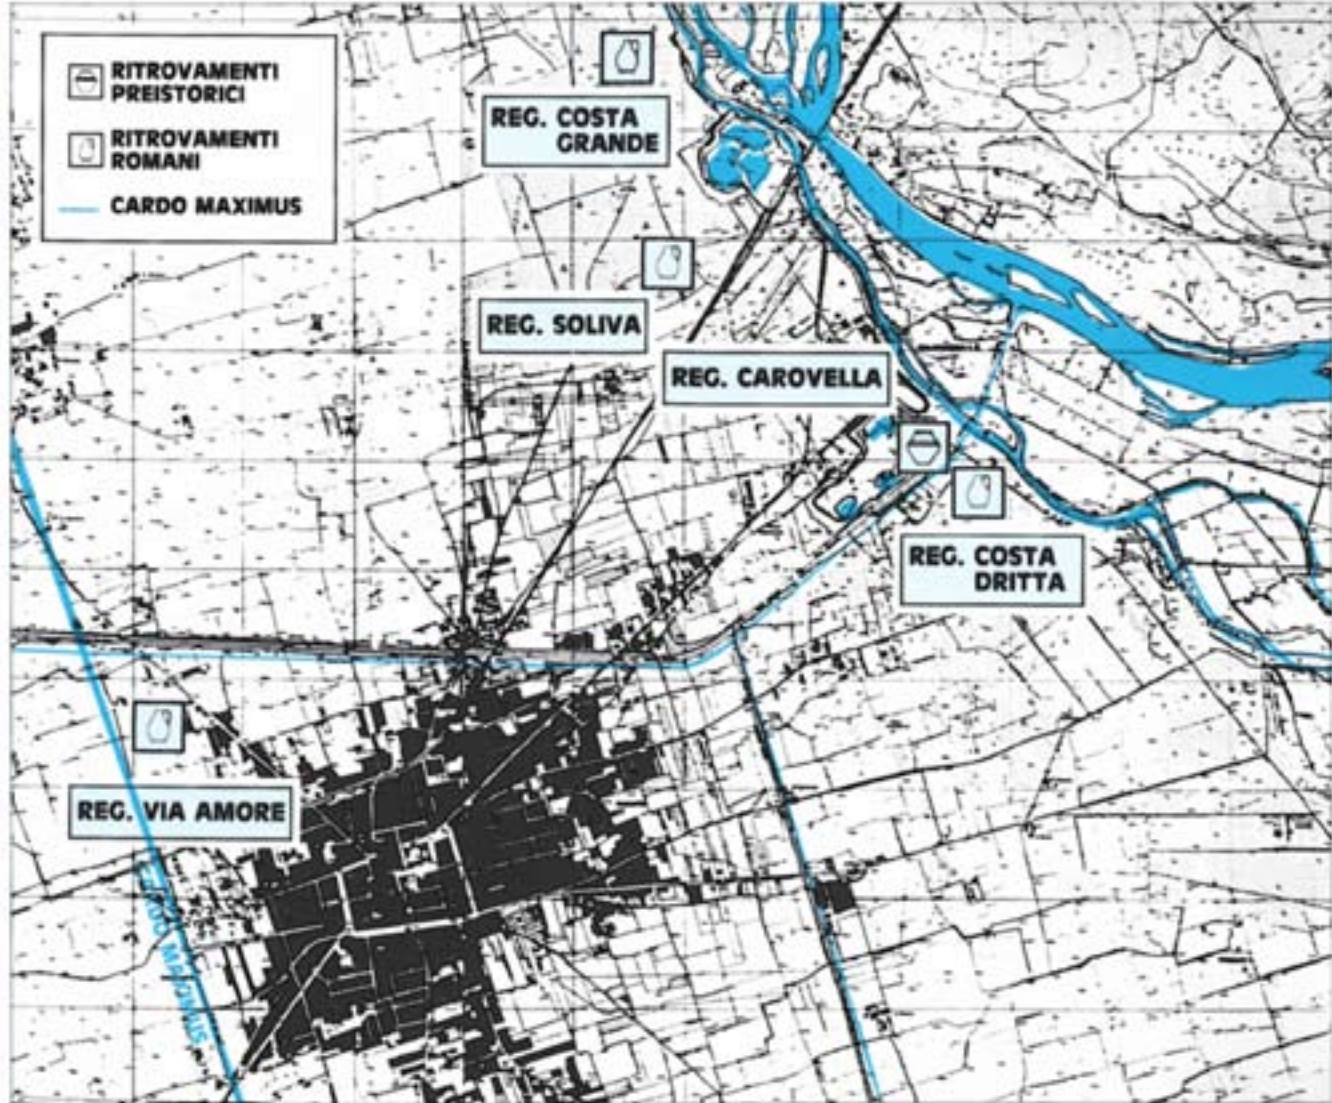 RITROVAMENTI
PREISTORICI
RITROVAMENTI
ROMANI
CARDO MAXIMUS
REG. COSTA
GRANDE
REG. SOLIVA
REG. CAROVELLA
REG. COSTA
DRITTA
REG. VIA AMORE
CARDO MAXIMUS